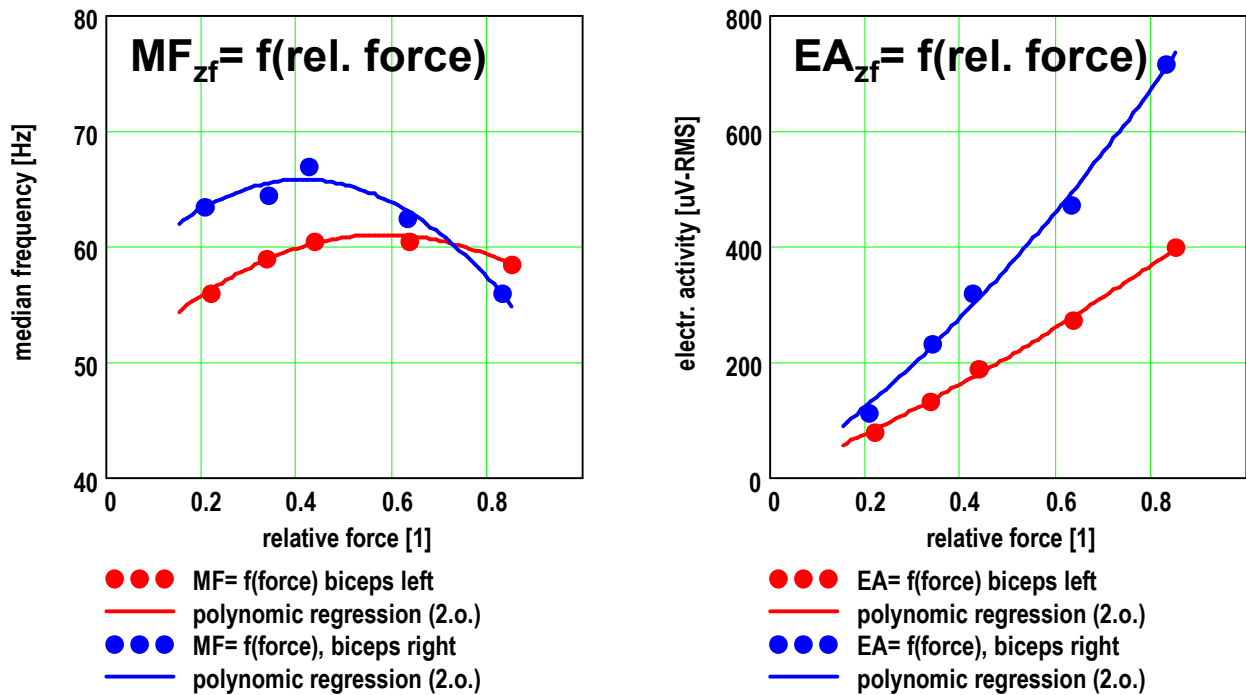 MFzf= f(rel. force)
median frequency [Hz]
80
70
60
50
40
0 0.2 0.4 0.6 0.8
relative force [1]
MF= f(force) biceps left
polynomic regression (2.o.)
MF= f(force), biceps right
polynomic regression (2.o.)
EAzf= f(rel. force)
electr. activity [uV-RMS]
800
600
400
200
0
0 0.2 0.4 0.6 0.8
relative force [1]
EA= f(force) biceps left
polynomic regression (2.o.)
EA= f(force), biceps right
polynomic regression (2.o.)